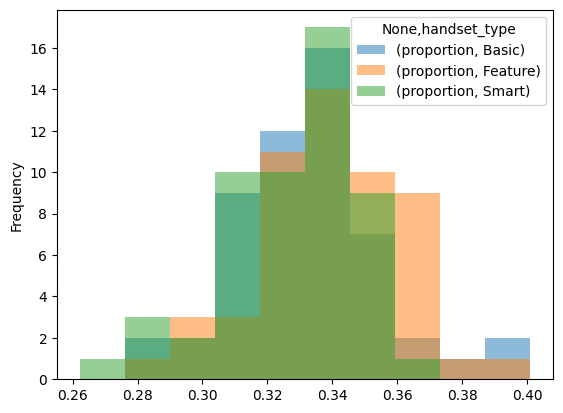 None,handset_type
(proportion, Basic)
(proportion, Feature)
(proportion, Smart)
Frequency
16
14
12
10
8
6
4
2
0
0.26 0.28 0.30 0.32 0.34 0.36 0.38 0.40